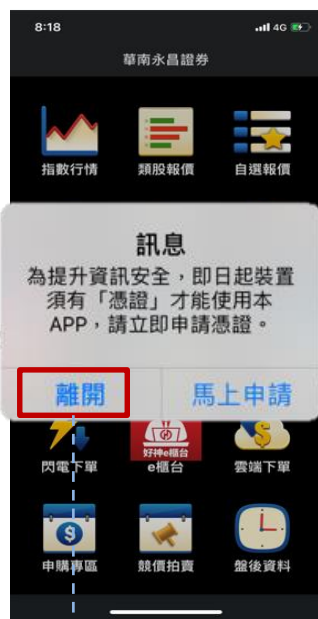 8:18
4G
華南永昌證券
指數行情 類股報價 自選報價
訊息
為提升資訊安全,即日起裝置
須有「憑證」才能使用本
APP,請立即申請憑證。
離開 馬上申請
好神e櫃台
閃電下單 e櫃台 雲端下單
申購專區 競價拍賣 盤後資料